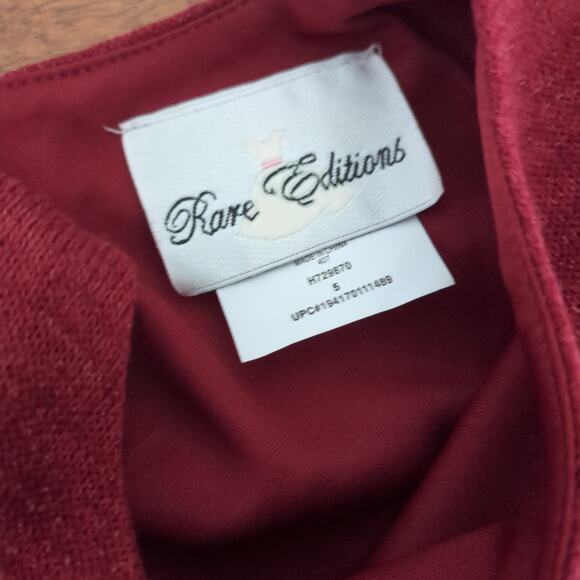 Rare Editions
MADE IN CHINA
407
H729870
5
UPC#194170111489